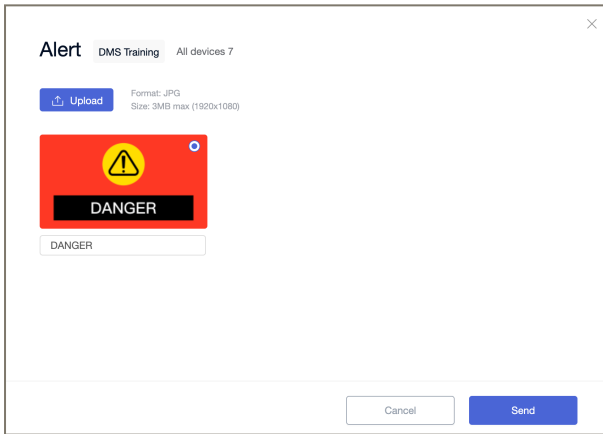 Alert DMS Training All devices 7
Upload
Format: JPG
Size: 3MB max (1920x1080)
DANGER
DANGER
Cancel Send